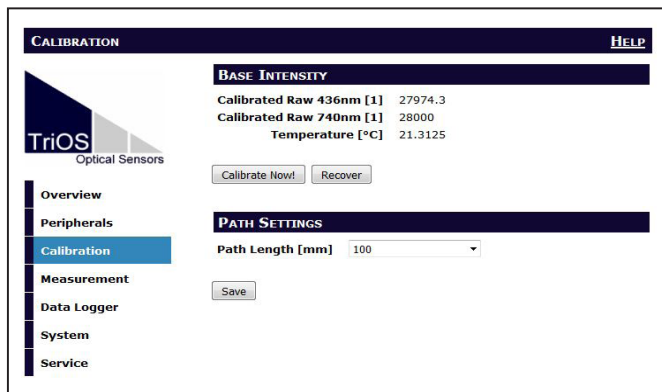 CALIBRATION HELP
TriOS
Optical Sensors
Overview
Peripherals
Calibration
Measurement
Data Logger
System
Service
BASE INTENSITY
Calibrated Raw 436nm [1] 27974.3
Calibrated Raw 740nm [1] 28000
Temperature [°C] 21.3125
Calibrate Now! Recover
PATH SETTINGS
Path Length [mm] 100
Save